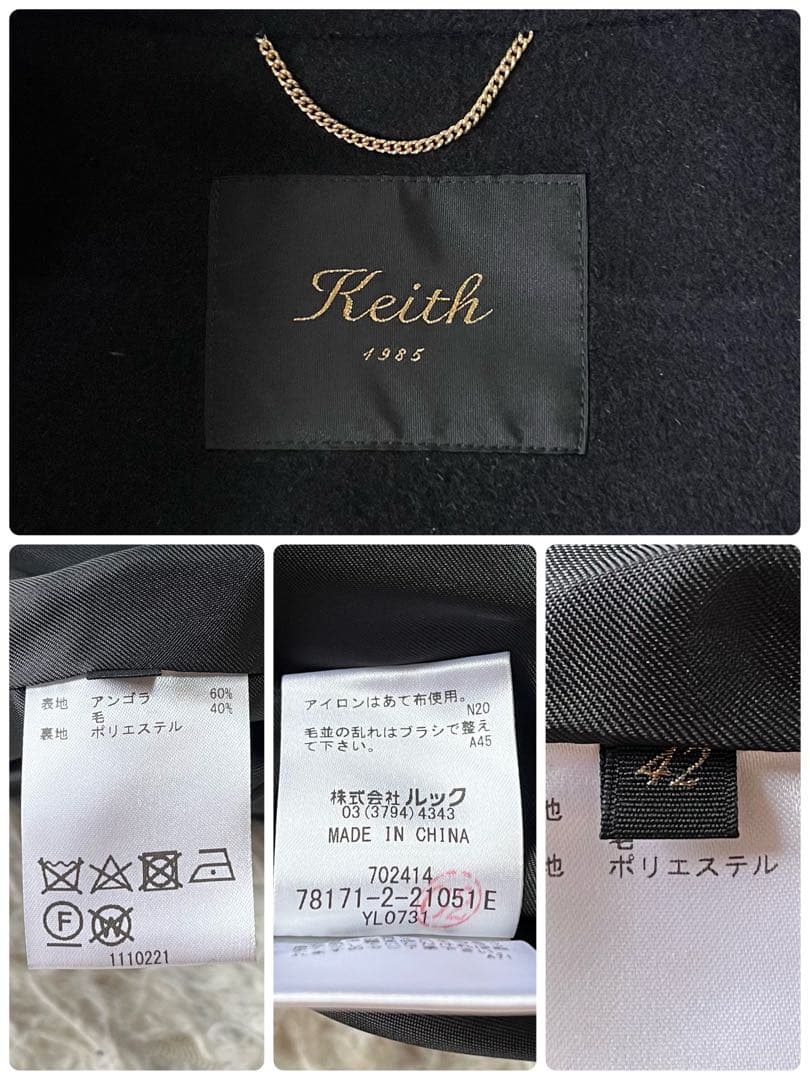 Keith
1985
表地 アンゴラ 60%
毛 40%
裏地 ポリエステル
1110221
アイロンはあて布使用。
N20
毛並の乱れはブラシで整え
て下さい。 A45
株式会社 ルック
03(3794)4343
MADE IN CHINA
702414
78171-2-21051E
YL0731
42
地 毛
地 ポリエステル